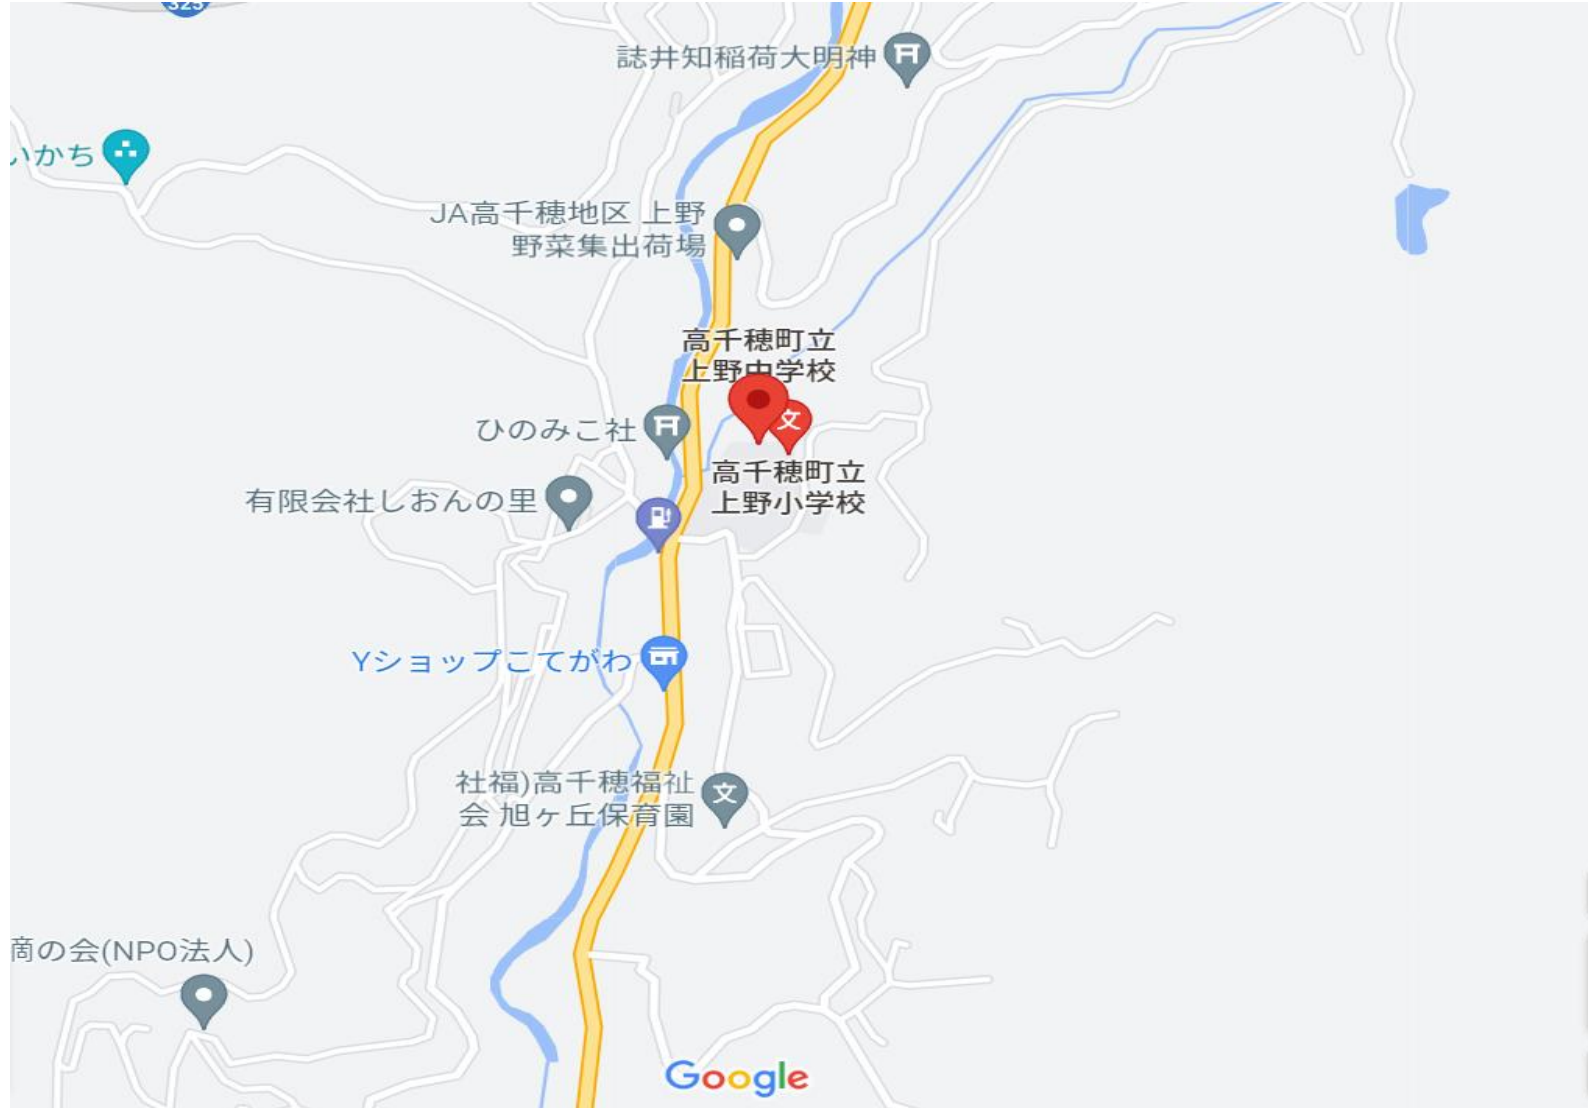 325
誌井知稲荷大明神
いかち
JA高千穂地区 上野
野菜集出荷場
高千穂町立
上野中学校
文
ひのみこ社
高千穂町立
上野小学校
有限会社しおんの里
Yショップこてがわ
社福)高千穂福祉
会 旭ヶ丘保育園
文
の会(NPO法人)
Google